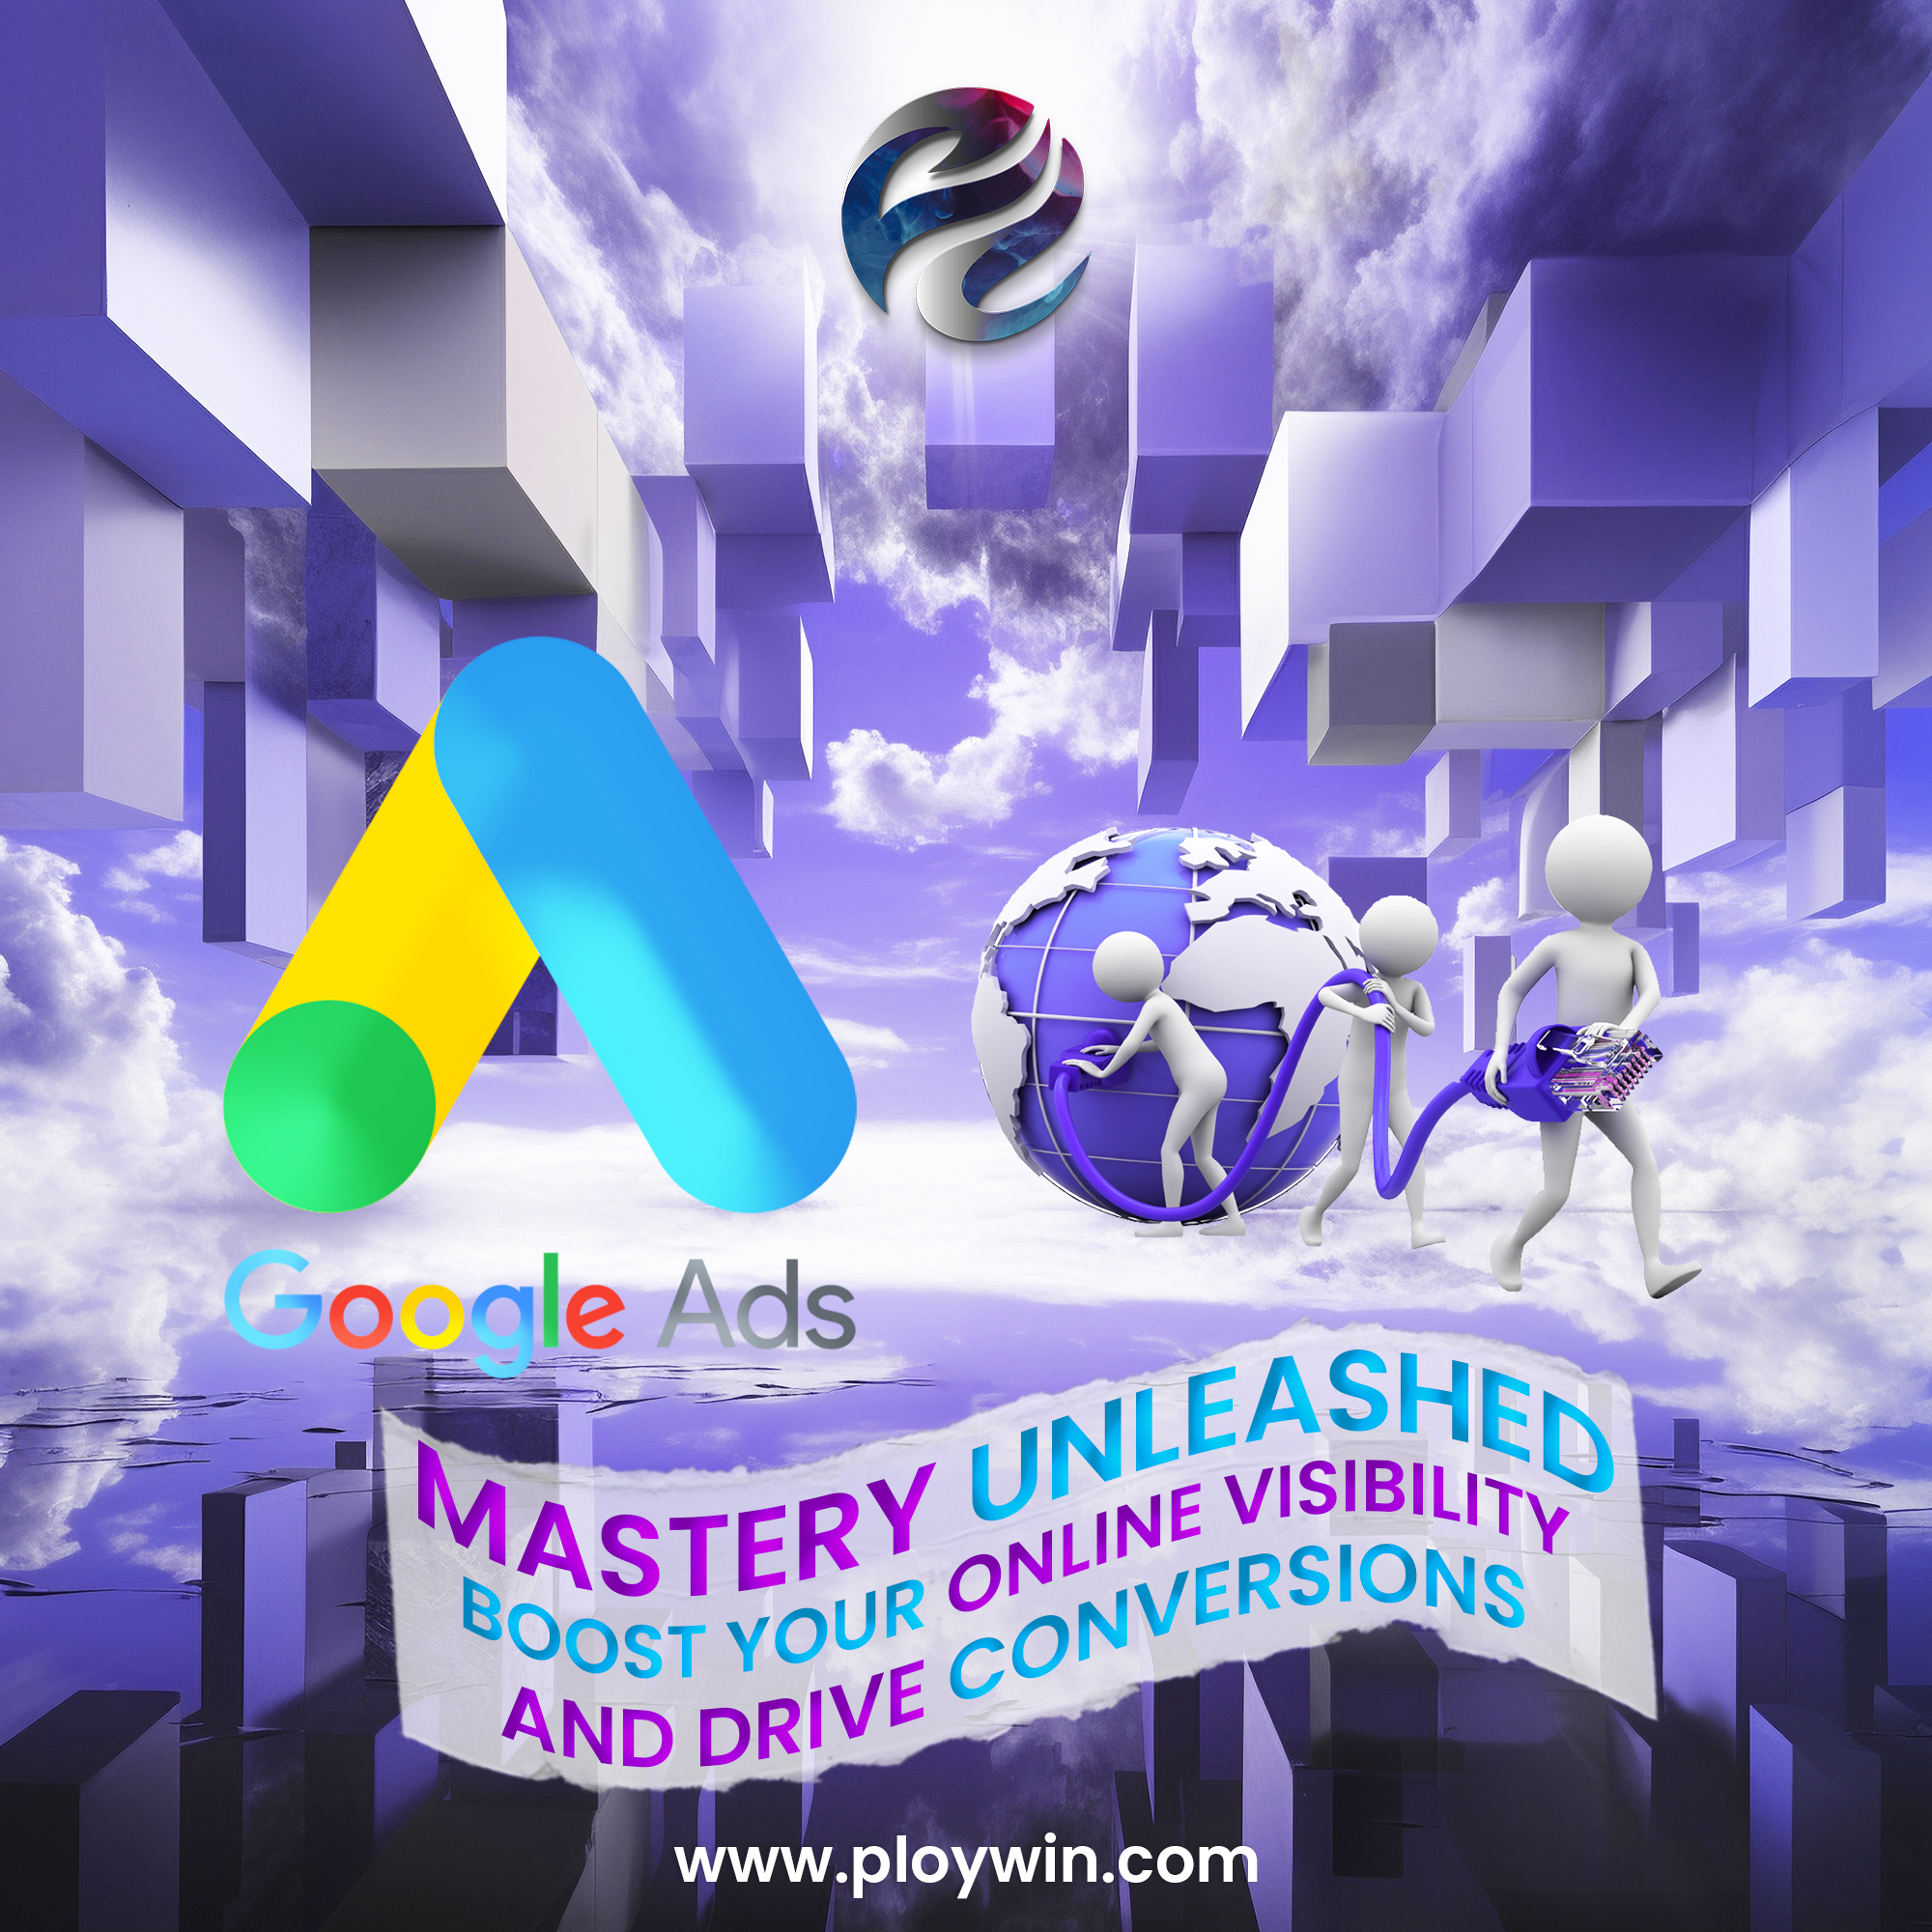 Google Ads
MASTERY UNLEASHED
BOOST YOUR ONLINE VISIBILITY
AND DRIVE CONVERSIONS
www.ploywin.com